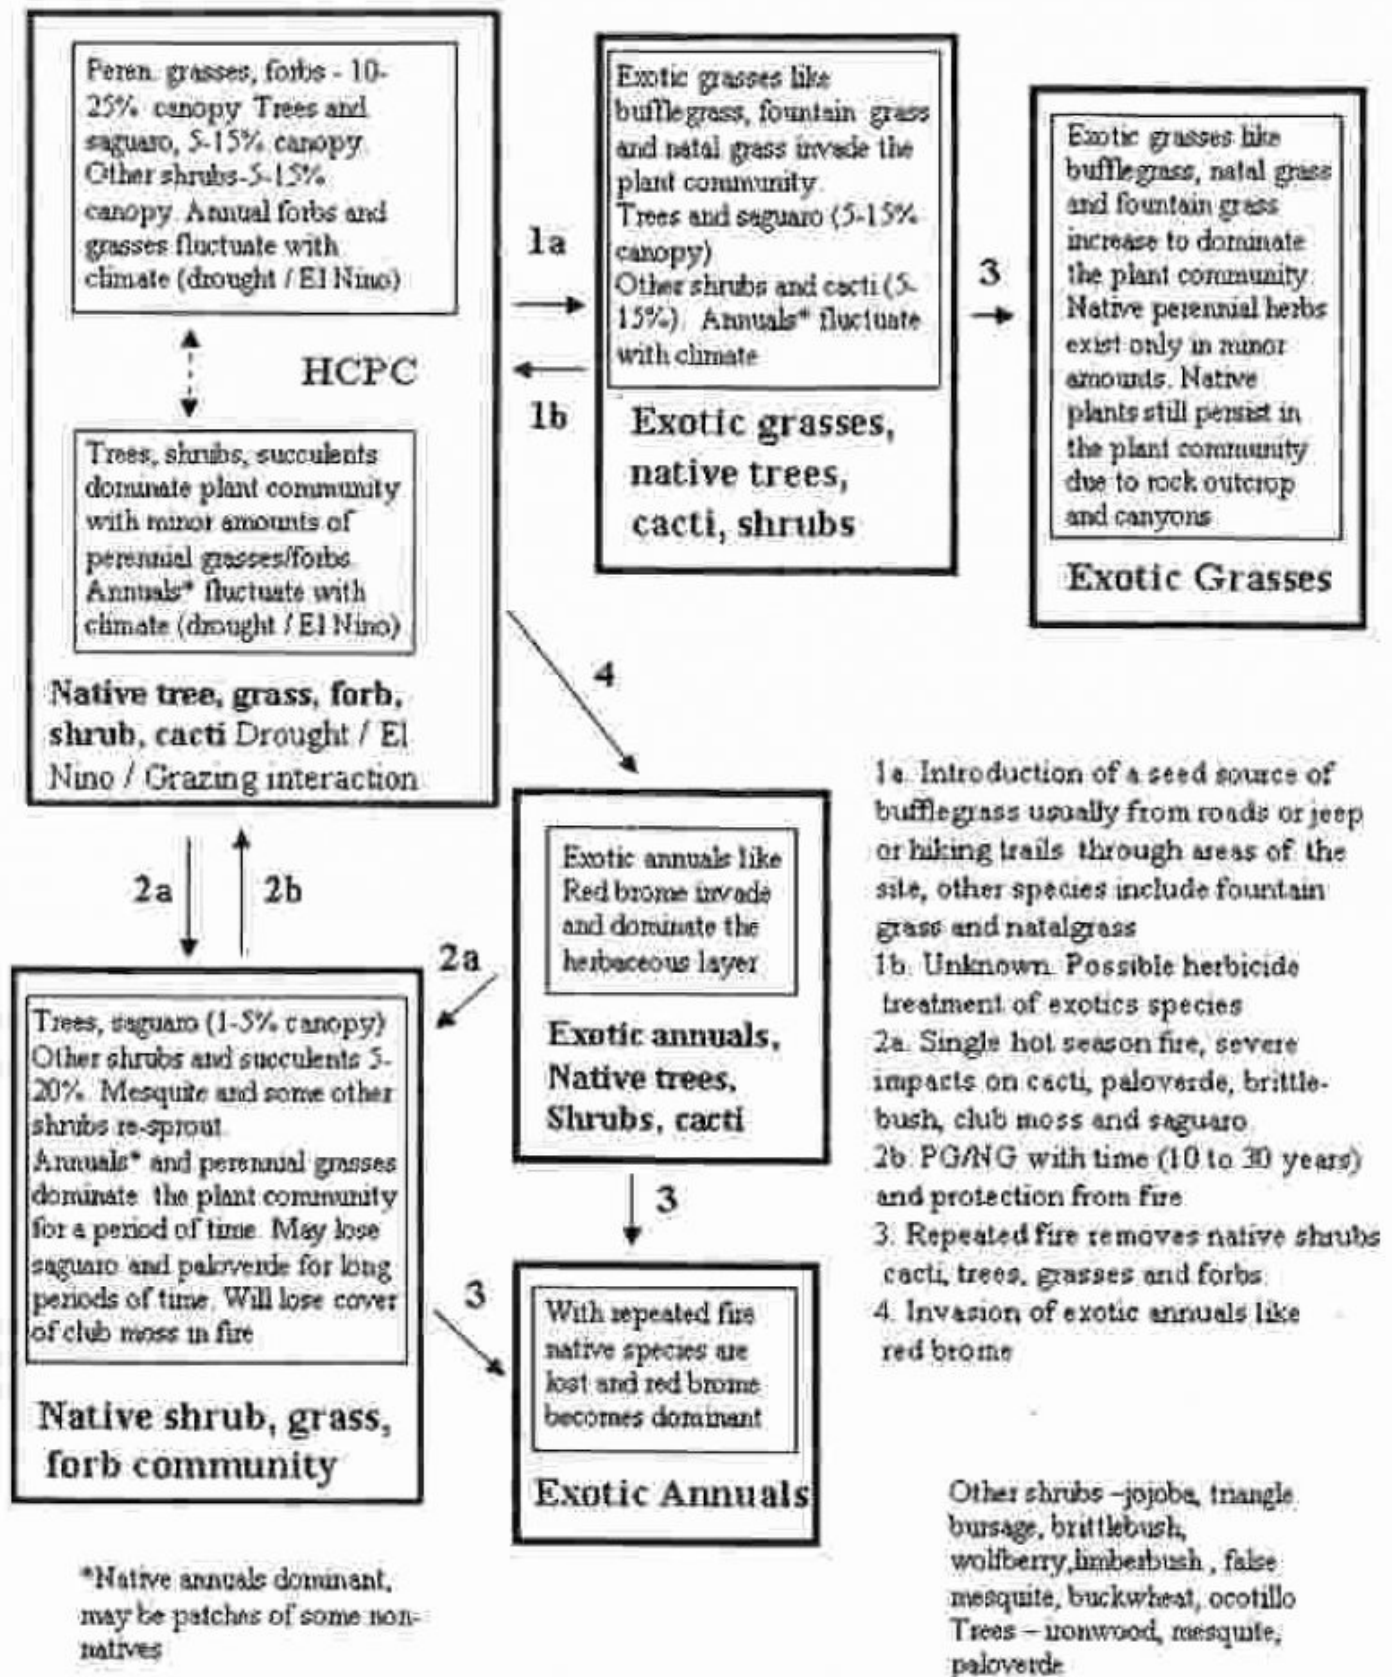 Peren. grasses, forbs - 10-
25% canopy Trees and
saguaro, 5-15% canopy.
Other shrubs-5-15%
canopy. Annual forbs and
grasses fluctuate with
climate (drought / El Nino)
HCPC
Trees, shrubs, succulents
dominate plant community
with minor amounts of
perennial grasses/forbs.
Annuals* fluctuate with
climate (drought / El Nino)
Native tree, grass, forb,
shrub, cacti Drought / El
Nino / Grazing interaction
1a
1b
Exotic grasses like
bufflegrass, fountain grass
and natal grass invade the
plant community.
Trees and saguaro (5-15%
canopy)
Other shrubs and cacti (5-
15%). Annuals* fluctuate
with climate
Exotic grasses,
native trees,
cacti, shrubs
3
Exotic grasses like
bufflegrass, natal grass
and fountain grass
increase to dominate
the plant community.
Native perennial herbs
exist only in minor
amounts. Native
plants still persist in
the plant community
due to rock outcrop
and canyons
Exotic Grasses
4
2a
2b
Exotic annuals like
Red brome invade
and dominate the
herbaceous layer
Exotic annuals,
Native trees,
Shrubs, cacti
2a
Trees, saguaro (1-5% canopy)
Other shrubs and succulents 5-
20%. Mesquite and some other
shrubs re-sprout.
Annuals* and perennial grasses
dominate the plant community
for a period of time. May lose
saguaro and paloverde for long
periods of time. Will lose cover
of club moss in fire
Native shrub, grass,
forb community
3
3
With repeated fire
native species are
lost and red brome
becomes dominant
Exotic Annuals
1a. Introduction of a seed source of
bufflegrass usually from roads or jeep
or hiking trails through areas of the
site, other species include fountain
grass and natalgrass
1b. Unknown. Possible herbicide
treatment of exotics species
2a. Single hot season fire, severe
impacts on cacti, paloverde, brittle-
bush, club moss and saguaro.
2b. PG/NG with time (10 to 30 years)
and protection from fire.
3. Repeated fire removes native shrubs
cacti, trees, grasses and forbs.
4. Invasion of exotic annuals like
red brome
*Native annuals dominant,
may be patches of some non-
natives
Other shrubs –jojoba, triangle
bursage, brittlebush,
wolfberry,limberbush , false
mesquite, buckwheat, ocotillo
Trees – ironwood, mesquite,
paloverde